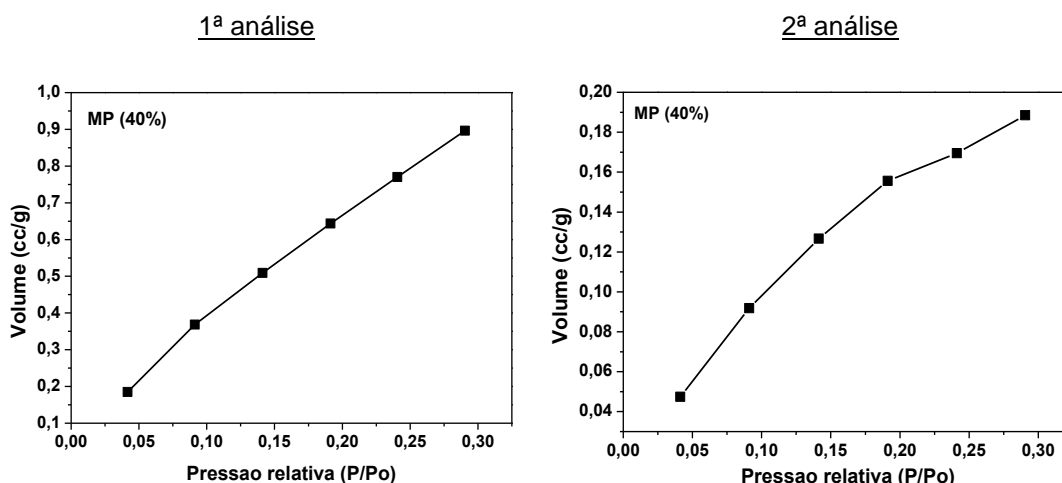 1ª análise
2ª análise
MP (40%)
Volume (cc/g)
1,0
0,9
0,8
0,7
0,6
0,5
0,4
0,3
0,2
0,1
0,00 0,05 0,10 0,15 0,20 0,25 0,30
Pressao relativa (P/Po)
MP (40%)
Volume (cc/g)
0,20
0,18
0,16
0,14
0,12
0,10
0,08
0,06
0,04
0,00 0,05 0,10 0,15 0,20 0,25 0,30
Pressao relativa (P/Po)